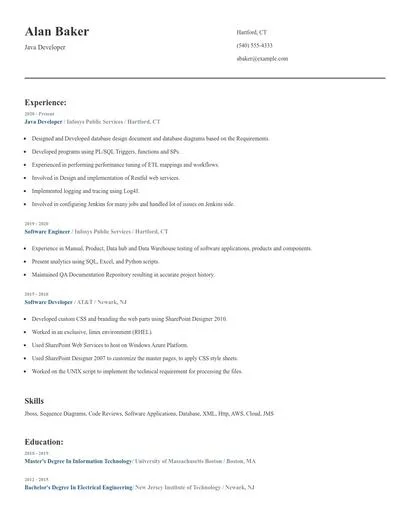 Alan Baker
Java Developer
Hartford, CT
(540) 555-4333
abaker@example.com
Experience:
2020 - Present
Java Developer / Infosys Public Services / Hartford, CT
Designed and Developed database design document and database diagrams based on the Requirements.
Developed programs using PL/SQL Triggers, functions and SPs.
Experienced in performing performance tuning of ETL mappings and workflows.
Involved in Design and implementation of Restful web services.
Implemented logging and tracing using Log4J.
Involved in configuring Jenkins for many jobs and handled lot of issues on Jenkins side.
2019 - 2020
Software Engineer / Infosys Public Services / Hartford, CT
Experience in Manual, Product, Data hub and Data Warehouse testing of software applications, products and components.
Present analytics using SQL, Excel, and Python scripts.
Maintained QA Documentation Repository resulting in accurate project history.
2015 - 2018
Software Developer / AT&T / Newark, NJ
Developed custom CSS and branding the web parts using SharePoint Designer 2010.
Worked in an exclusive, linux environment (RHEL).
Used SharePoint Web Services to host on Windows Azure Platform.
Used SharePoint Designer 2007 to customize the master pages, to apply CSS style sheets.
Worked on the UNIX script to implement the technical requirement for processing the files.
Skills
Jboss, Sequence Diagrams, Code Reviews, Software Applications, Database, XML, Http, AWS, Cloud, JMS
Education:
2018 - 2019
Master's Degree In Information Technology/ University of Massachusetts Boston / Boston, MA
2012 - 2015
Bachelor's Degree In Electrical Engineering/ New Jersey Institute of Technology / Newark, NJ